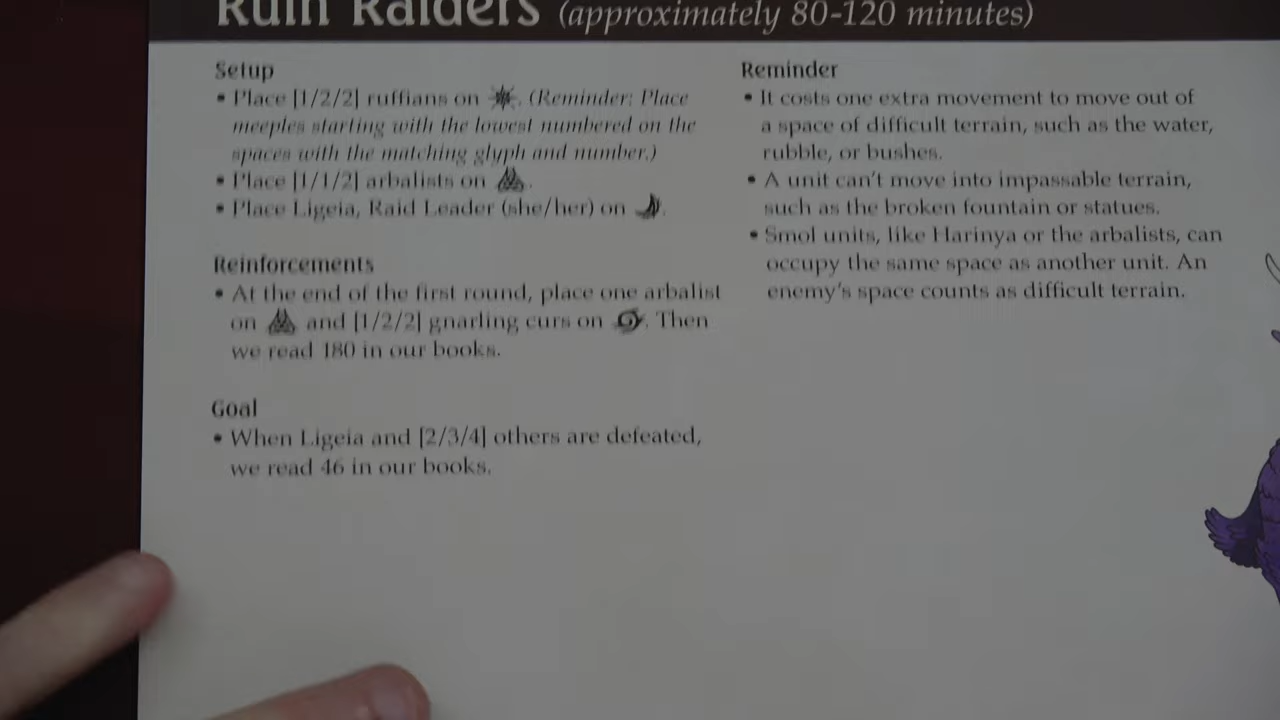 Ruin Raiders (approximately 80-120 minutes)
Setup
• Place [1/2/2] ruffians on . (Reminder: Place
meeples starting with the lowest numbered on the
spaces with the matching glyph and number.)
• Place [1/1/2] arbalists on .
• Place Ligeia, Raid Leader (she/her) on .
Reinforcements
• At the end of the first round, place one arbalist
on and [1/2/2] gnarling curs on . Then
we read 180 in our books.
Goal
• When Ligeia and [2/3/4] others are defeated,
we read 46 in our books.
Reminder
• It costs one extra movement to move out of
a space of difficult terrain, such as the water,
rubble, or bushes.
• A unit can't move into impassable terrain,
such as the broken fountain or statues.
• Smol units, like Harinya or the arbalists, can
occupy the same space as another unit. An
enemy's space counts as difficult terrain.